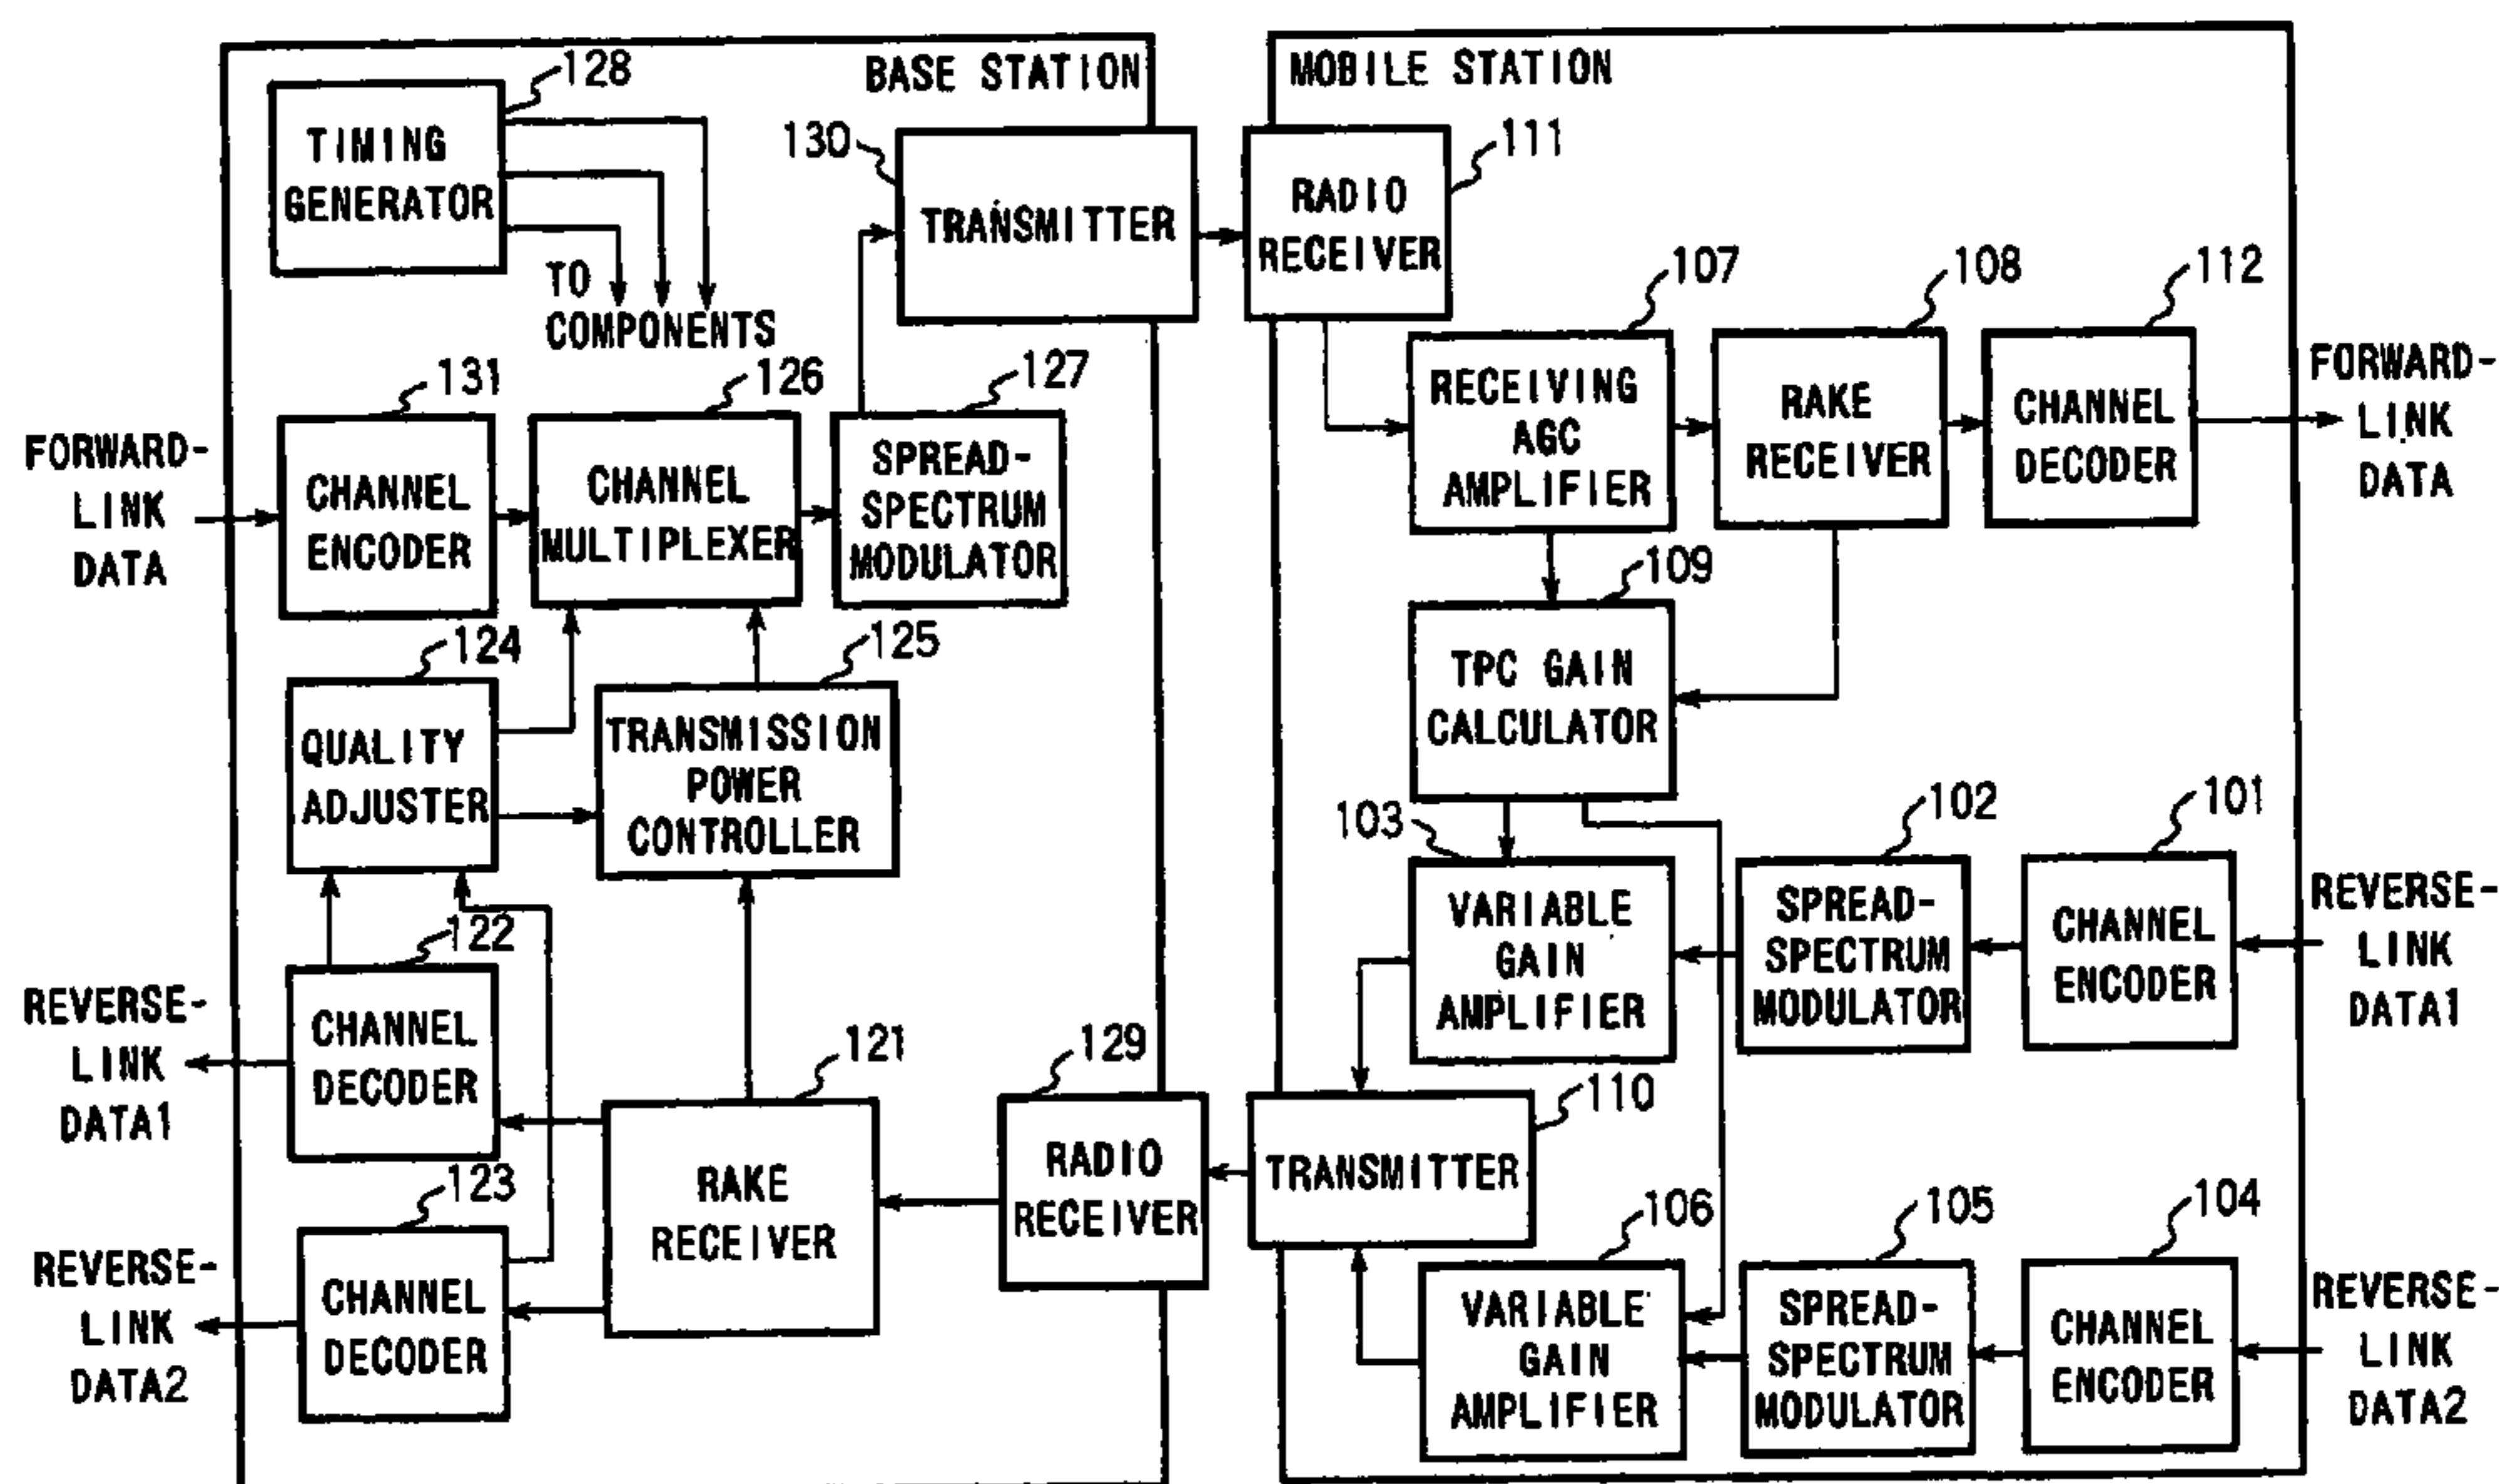 BASE STATION
128
TIMING
GENERATOR
TO
COMPONENTS
130
TRANSMITTER
131
126
127
FORWARD-
LINK
DATA
CHANNEL
ENCODER
CHANNEL
MULTIPLEXER
SPREAD-
SPECTRUM
MODULATOR
124
125
QUALITY
ADJUSTER
TRANSMISSION
POWER
CONTROLLER
122
REVERSE-
LINK
DATA1
CHANNEL
DECODER
121
129
123
RAKE
RECEIVER
RADIO
RECEIVER
REVERSE-
LINK
DATA2
CHANNEL
DECODER
MOBILE STATION
111
RADIO
RECEIVER
107
108
112
RECEIVING
AGC
AMPLIFIER
RAKE
RECEIVER
CHANNEL
DECODER
FORWARD-
LINK
DATA
109
TPC GAIN
CALCULATOR
103
102
101
VARIABLE
GAIN
AMPLIFIER
SPREAD-
SPECTRUM
MODULATOR
CHANNEL
ENCODER
REVERSE-
LINK
DATA1
110
TRANSMITTER
106
105
104
VARIABLE
GAIN
AMPLIFIER
SPREAD-
SPECTRUM
MODULATOR
CHANNEL
ENCODER
REVERSE-
LINK
DATA2